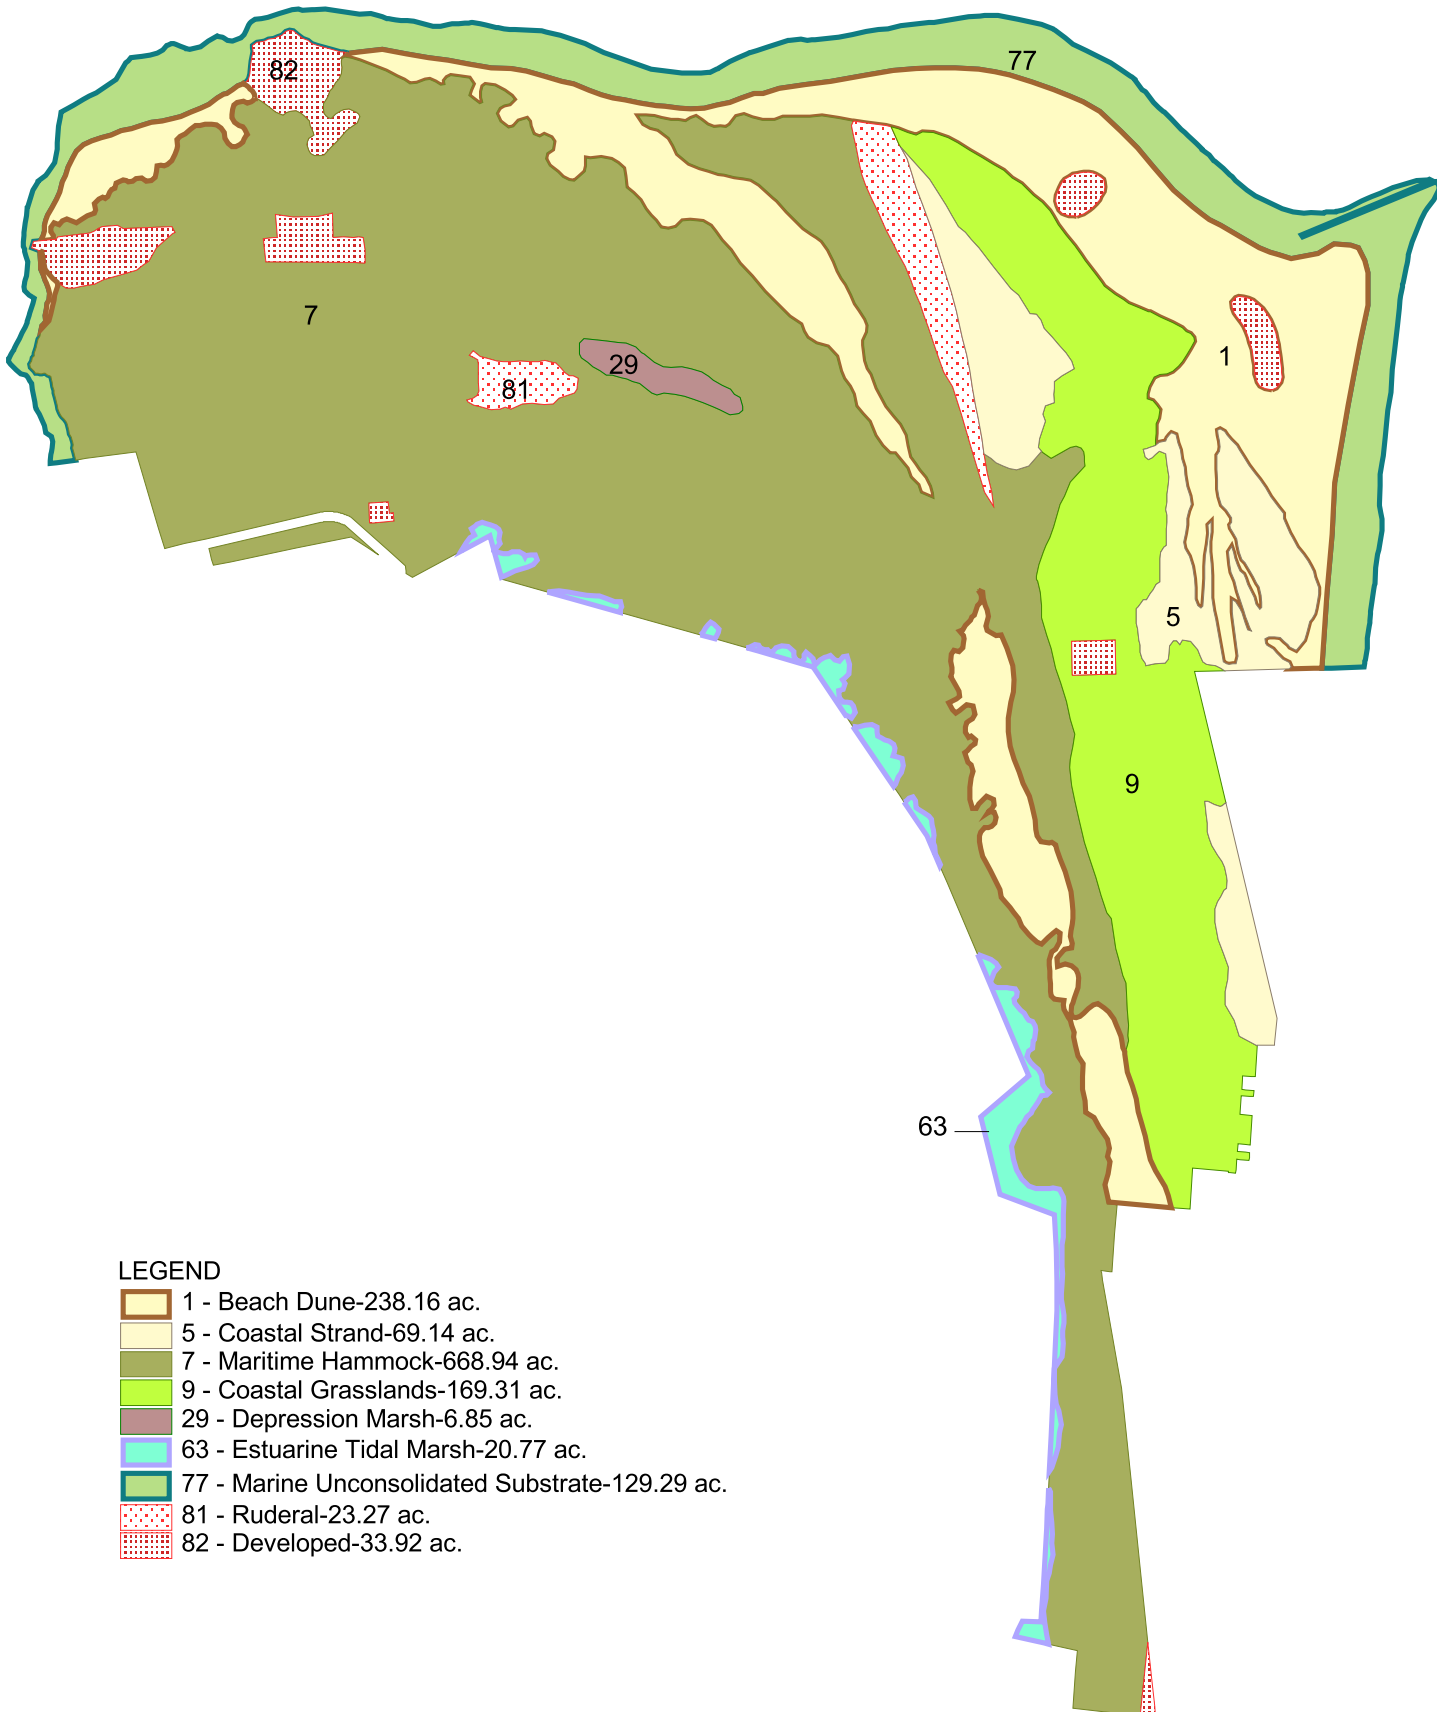 82
77
7
1
29
81
5
9
63
LEGEND
1 - Beach Dune-238.16 ac.
5 - Coastal Strand-69.14 ac.
7 - Maritime Hammock-668.94 ac.
9 - Coastal Grasslands-169.31 ac.
29 - Depression Marsh-6.85 ac.
63 - Estuarine Tidal Marsh-20.77 ac.
77 - Marine Unconsolidated Substrate-129.29 ac.
81 - Ruderal-23.27 ac.
82 - Developed-33.92 ac.